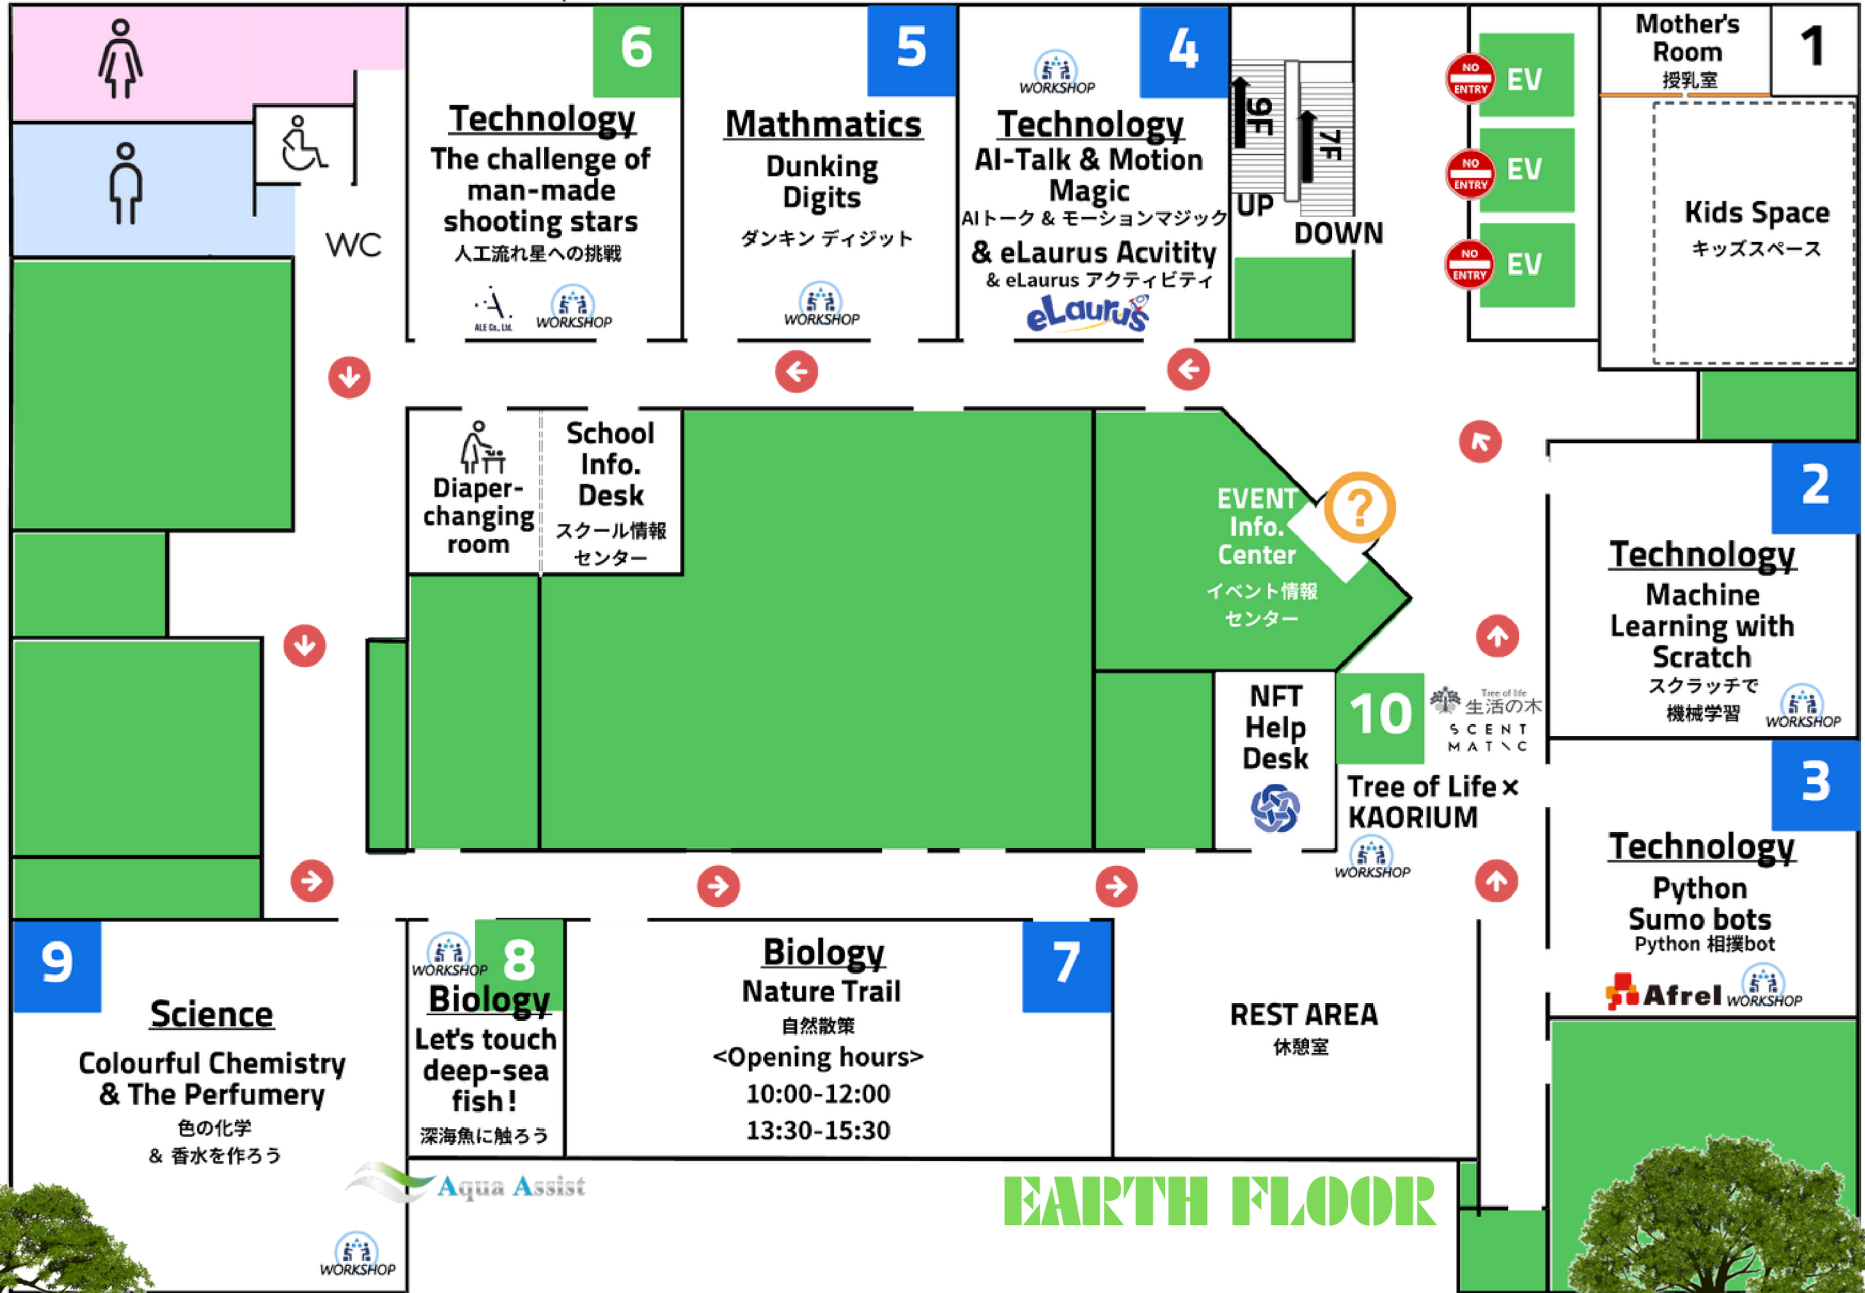 WC
6
Technology
The challenge of
man-made
shooting stars
人工流れ星への挑戦
ALE Co., Ltd.
WORKSHOP
5
Mathmatics
Dunking
Digits
ダンキン ディジット
WORKSHOP
WORKSHOP
4
Technology
AI-Talk & Motion
Magic
AIトーク & モーションマジック
& eLaurus Acvitity
& eLaurus アクティビティ
eLaurus
9F
7F
UP
DOWN
NO ENTRY
EV
NO ENTRY
EV
NO ENTRY
EV
Mother's
Room
授乳室
1
Kids Space
キッズスペース
Diaper-
changing
room
School
Info.
Desk
スクール情報
センター
EVENT
Info.
Center
イベント情報
センター
?
2
Technology
Machine
Learning with
Scratch
スクラッチで
機械学習
WORKSHOP
NFT
Help
Desk
10
Tree of life
生活の木
SCENT
MATIC
Tree of Life×
KAORIUM
WORKSHOP
3
Technology
Python
Sumo bots
Python 相撲bot
Afrel
WORKSHOP
9
Science
Colourful Chemistry
& The Perfumery
色の化学
& 香水を作ろう
WORKSHOP
WORKSHOP
8
Biology
Let's touch
deep-sea
fish!
深海魚に触ろう
Aqua Assist
7
Biology
Nature Trail
自然散策
<Opening hours>
10:00-12:00
13:30-15:30
REST AREA
休憩室
EARTH FLOOR